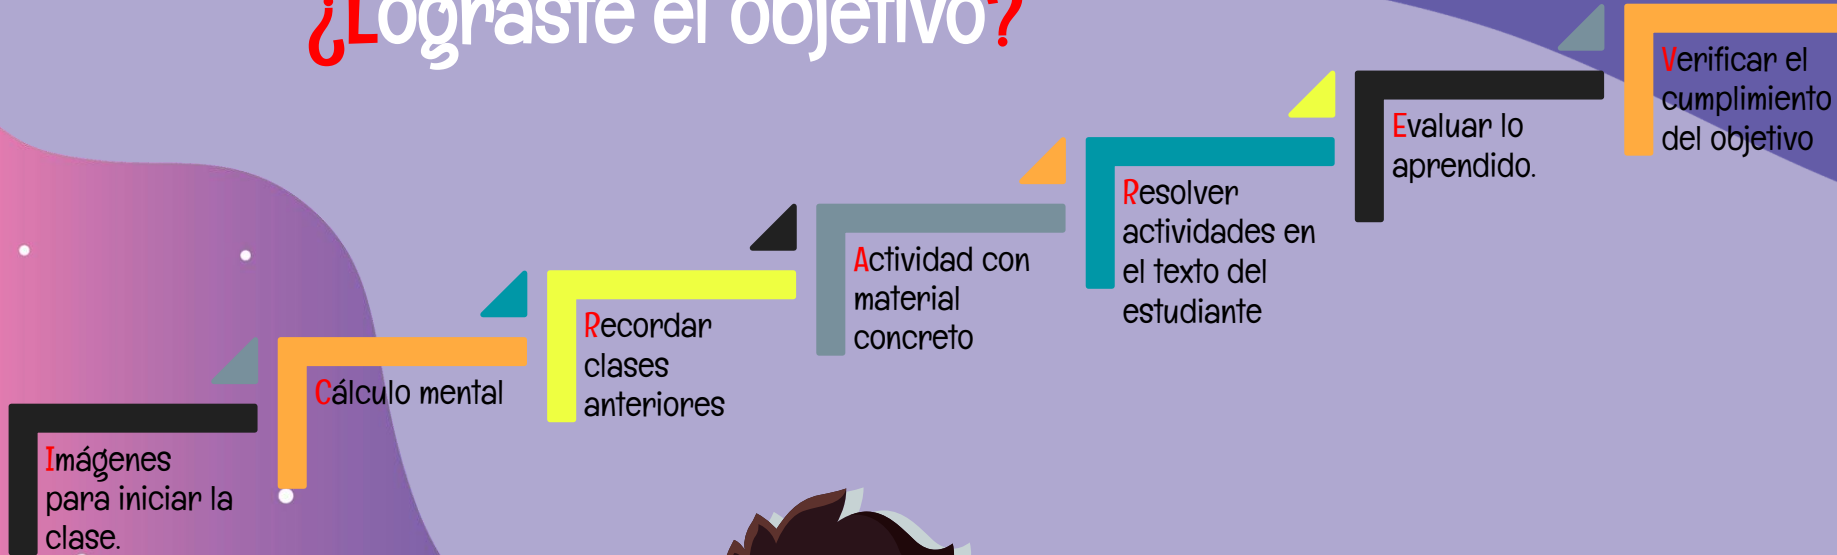 ¿Lograste el objetivo?
Imágenes
para iniciar la
clase.
Cálculo mental
Recordar
clases
anteriores
Actividad con
material
concreto
Resolver
actividades en
el texto del
estudiante
Evaluar lo
aprendido.
Verificar el
cumplimiento
del objetivo